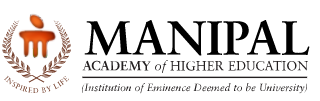 INSPIRED BY LIFE
MANIPAL
ACADEMY of HIGHER EDUCATION
(Institution of Eminence Deemed to be University)